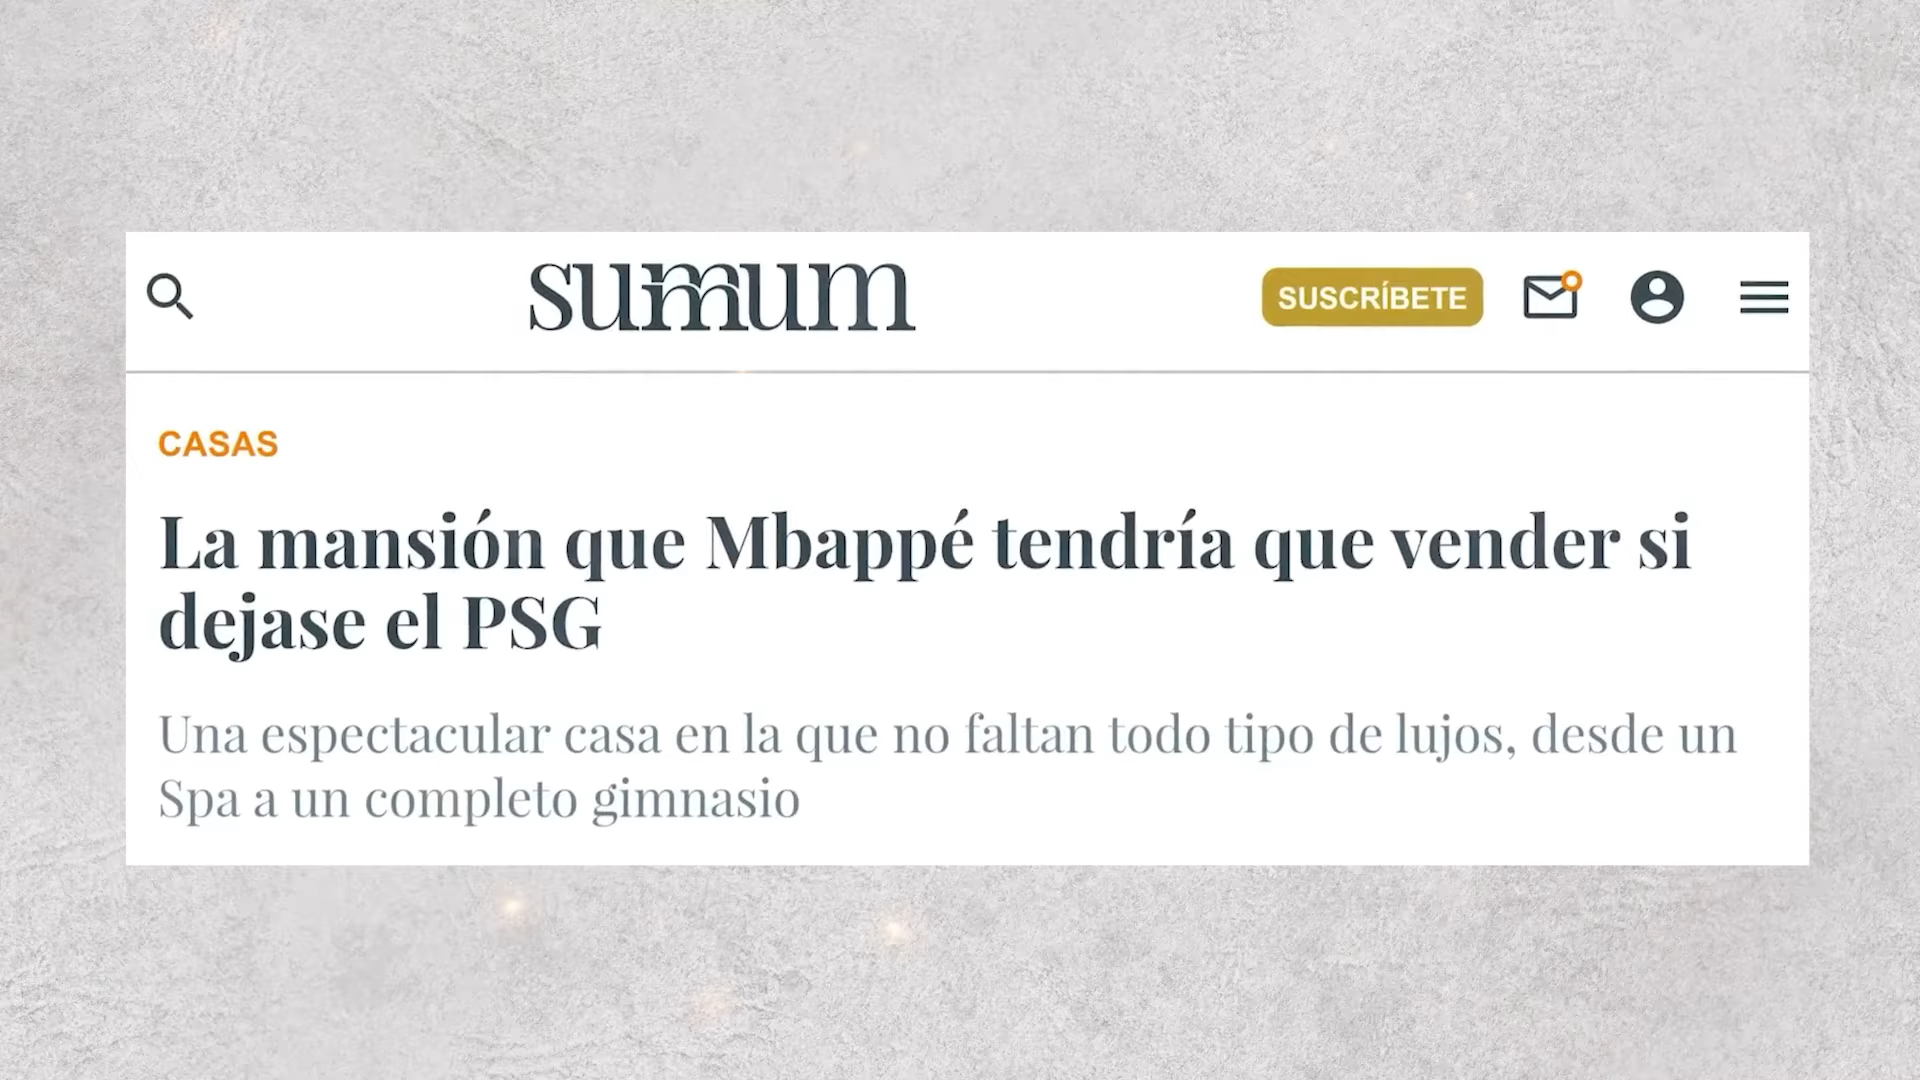 summum
SUSCRÍBETE
CASAS
La mansión que Mbappé tendría que vender si
dejase el PSG
Una espectacular casa en la que no faltan todo tipo de lujos, desde un
Spa a un completo gimnasio